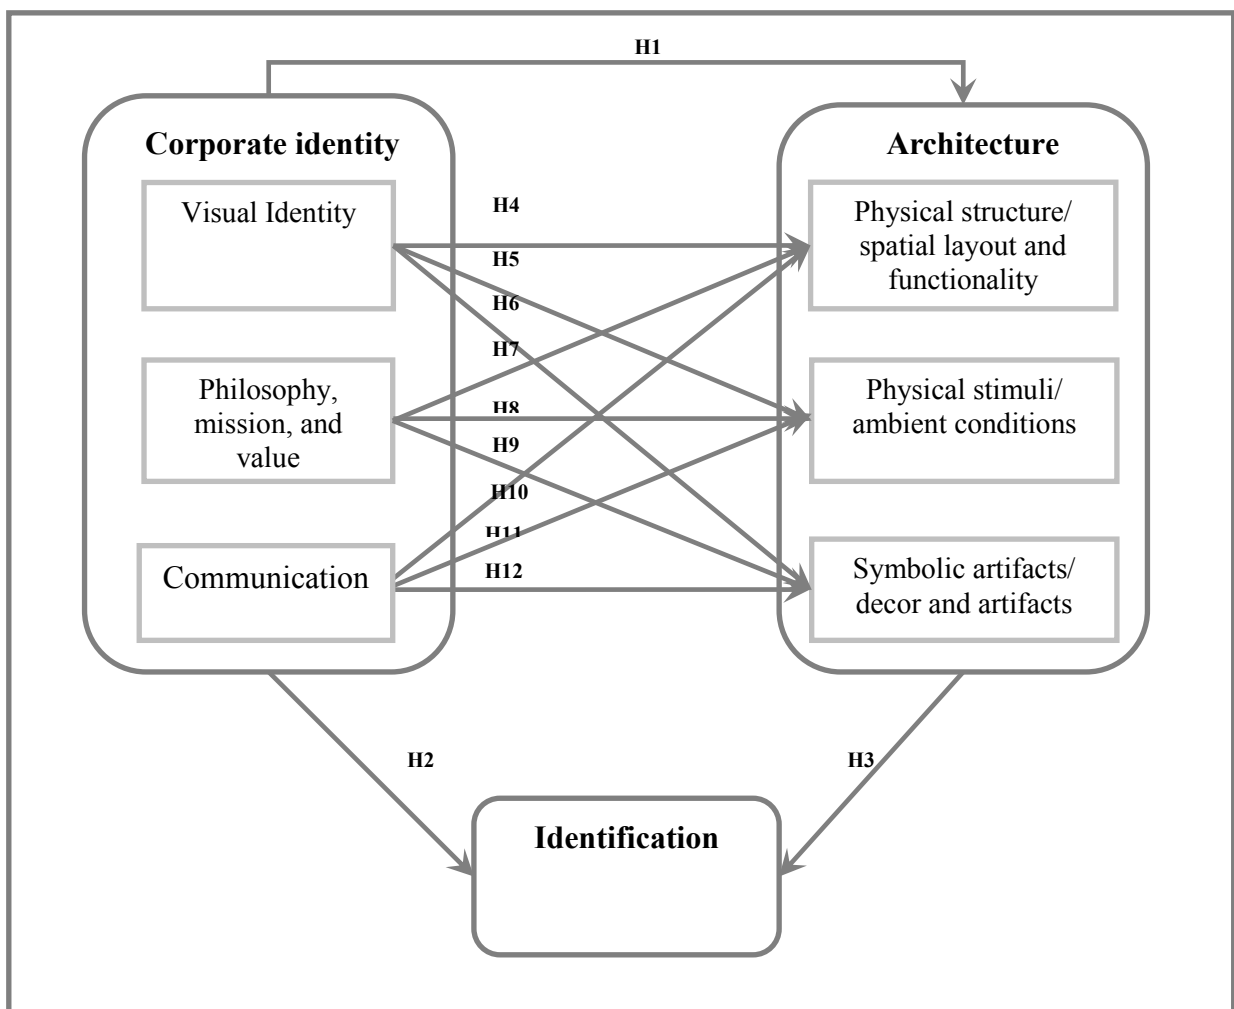 H1
Corporate identity
Visual Identity
Philosophy,
mission, and
value
Communication
H4
H5
H6
H7
H8
H9
H10
H11
H12
Architecture
Physical structure/
spatial layout and
functionality
Physical stimuli/
ambient conditions
Symbolic artifacts/
decor and artifacts
H2
H3
Identification